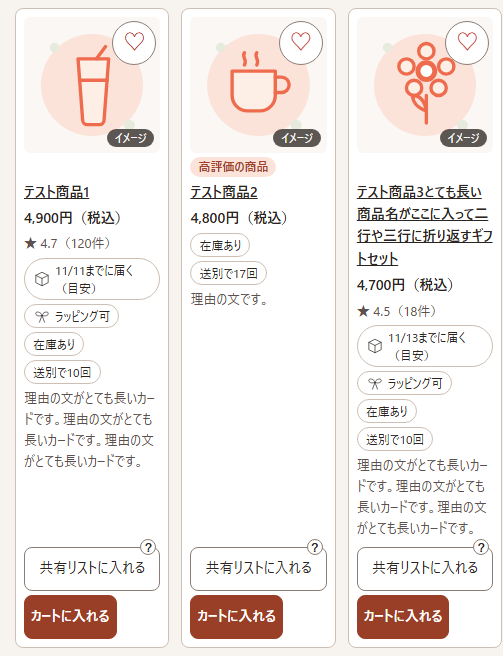 イメージ
テスト商品1
4,900円（税込）
★ 4.7（120件）
11/11までに届く
（目安）
ラッピング可
在庫あり
送別で10回
理由の文がとても長いカー
ドです。理由の文がとても
長いカードです。理由の文
がとても長いカードです。
?
共有リストに入れる
カートに入れる
イメージ
高評価の商品
テスト商品2
4,800円（税込）
在庫あり
送別で17回
理由の文です。
?
共有リストに入れる
カートに入れる
イメージ
テスト商品3とても長い
商品名がここに入って二
行や三行に折り返すギフ
トセット
4,700円（税込）
★ 4.5（18件）
11/13までに届く
（目安）
ラッピング可
在庫あり
送別で10回
理由の文がとても長いカー
ドです。理由の文がとても
長いカードです。理由の文
がとても長いカードです。
?
共有リストに入れる
カートに入れる